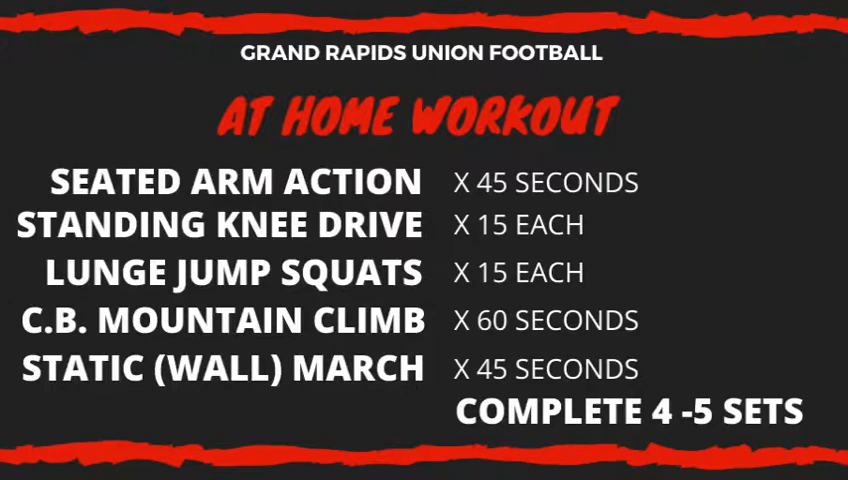 GRAND RAPIDS UNION FOOTBALL
AT HOME WORKOUT
SEATED ARM ACTION X 45 SECONDS
STANDING KNEE DRIVE X 15 EACH
LUNGE JUMP SQUATS X 15 EACH
C.B. MOUNTAIN CLIMB X 60 SECONDS
STATIC (WALL) MARCH X 45 SECONDS
COMPLETE 4 -5 SETS